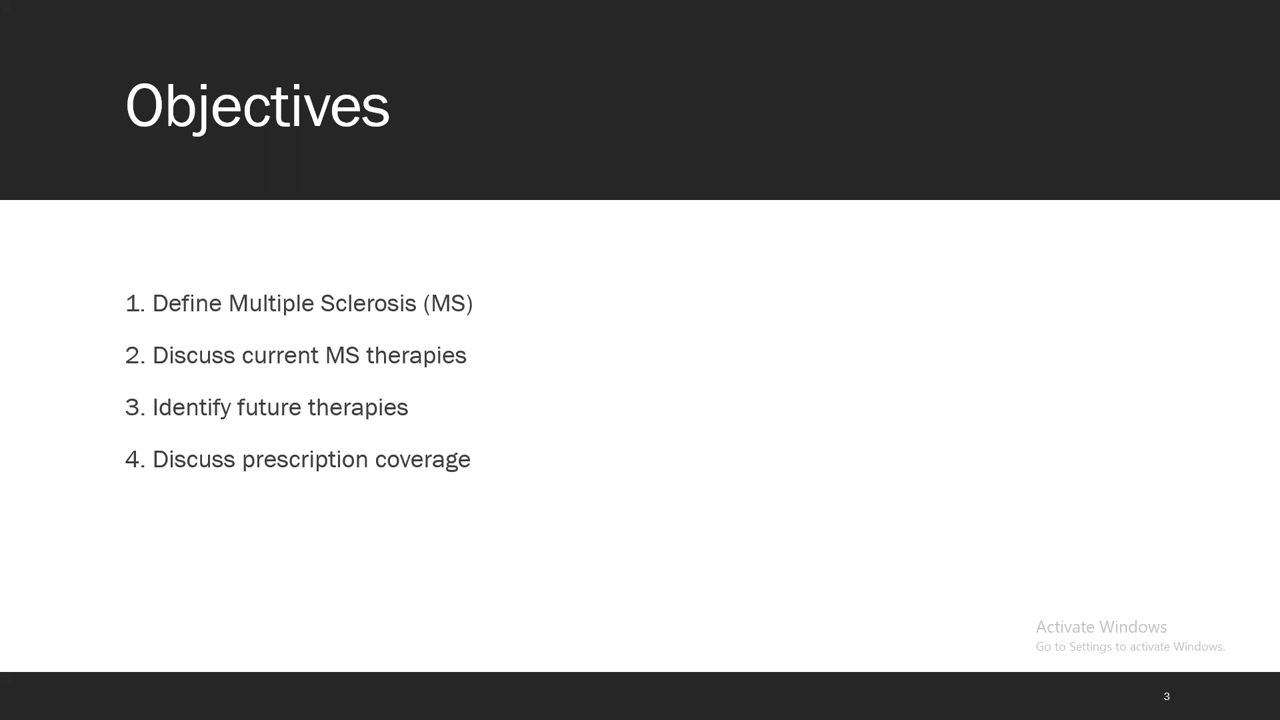 Objectives
1. Define Multiple Sclerosis (MS)
2. Discuss current MS therapies
3. Identify future therapies
4. Discuss prescription coverage
Activate Windows
Go to Settings to activate Windows.
3